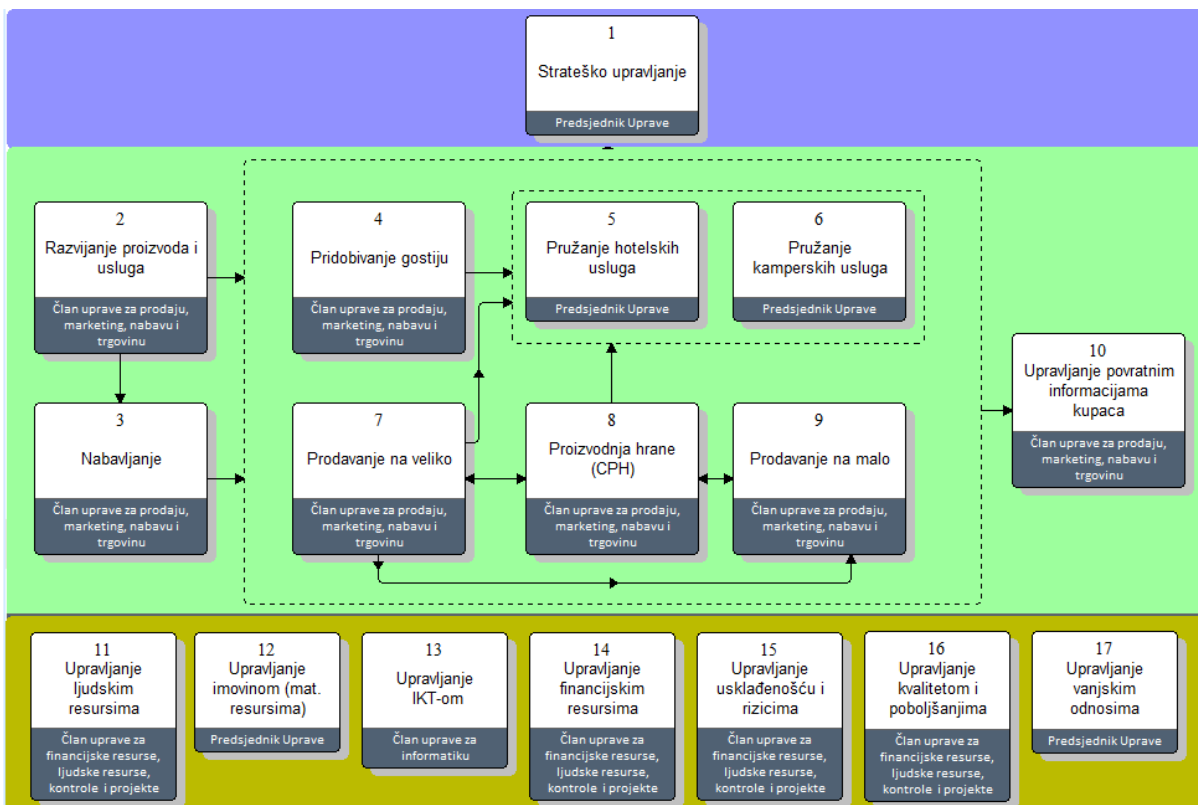 1
Strateško upravljanje
Predsjednik Uprave
2
Razvijanje proizvoda i
usluga
Član uprave za prodaju,
marketing, nabavu i
trgovinu
4
Pridobivanje gostiju
Član uprave za prodaju,
marketing, nabavu i
trgovinu
5
Pružanje hotelskih
usluga
Predsjednik Uprave
6
Pružanje
kamperskih usluga
Predsjednik Uprave
3
Nabavljanje
Član uprave za prodaju,
marketing, nabavu i
trgovinu
7
Prodavanje na veliko
Član uprave za prodaju,
marketing, nabavu i
trgovinu
8
Proizvodnja hrane
(CPH)
Član uprave za prodaju,
marketing, nabavu i
trgovinu
9
Prodavanje na malo
Član uprave za prodaju,
marketing, nabavu i
trgovinu
10
Upravljanje povratnim
informacijama
kupaca
Član uprave za prodaju,
marketing, nabavu i
trgovinu
11
Upravljanje
ljudskim
resursima
Član uprave za
financijske resurse,
ljudske resurse,
kontrole i projekte
12
Upravljanje
imovinom (mat.
resursima)
Predsjednik Uprave
13
Upravljanje
IKT-om
Član uprave za
informatiku
14
Upravljanje
financijskim
resursima
Član uprave za
financijske resurse,
ljudske resurse,
kontrole i projekte
15
Upravljanje
usklađenošću i
rizicima
Član uprave za
financijske resurse,
ljudske resurse,
kontrole i projekte
16
Upravljanje
kvalitetom i
poboljšanjima
Član uprave za
financijske resurse,
ljudske resurse,
kontrole i projekte
17
Upravljanje
vanjskim
odnosima
Predsjednik Uprave